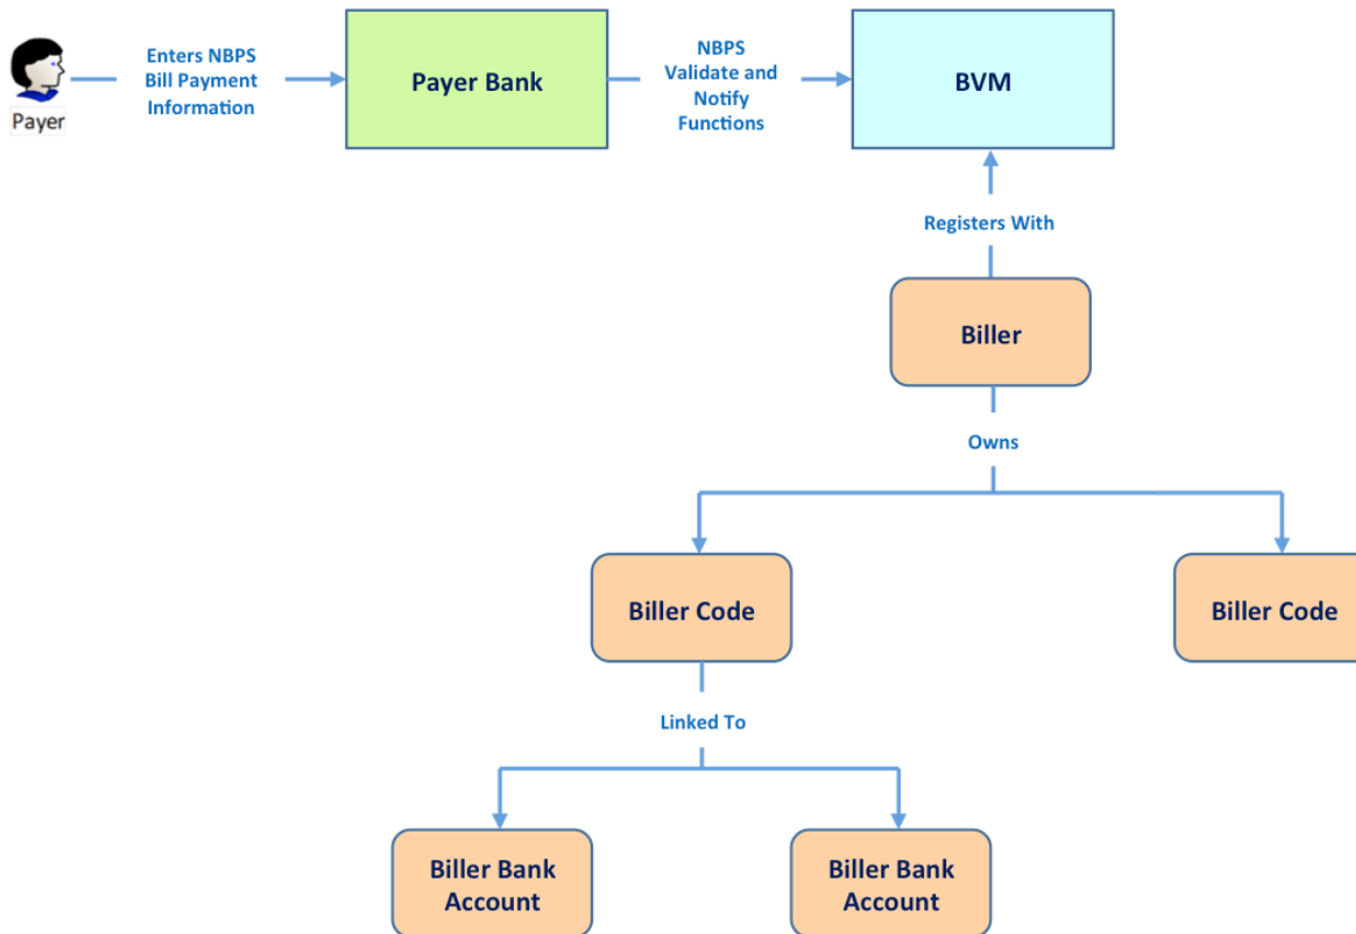 Payer
Enters NBPS
Bill Payment
Information
Payer Bank
NBPS
Validate and
Notify
Functions
BVM
Registers With
Biller
Owns
Biller Code
Biller Code
Linked To
Biller Bank
Account
Biller Bank
Account